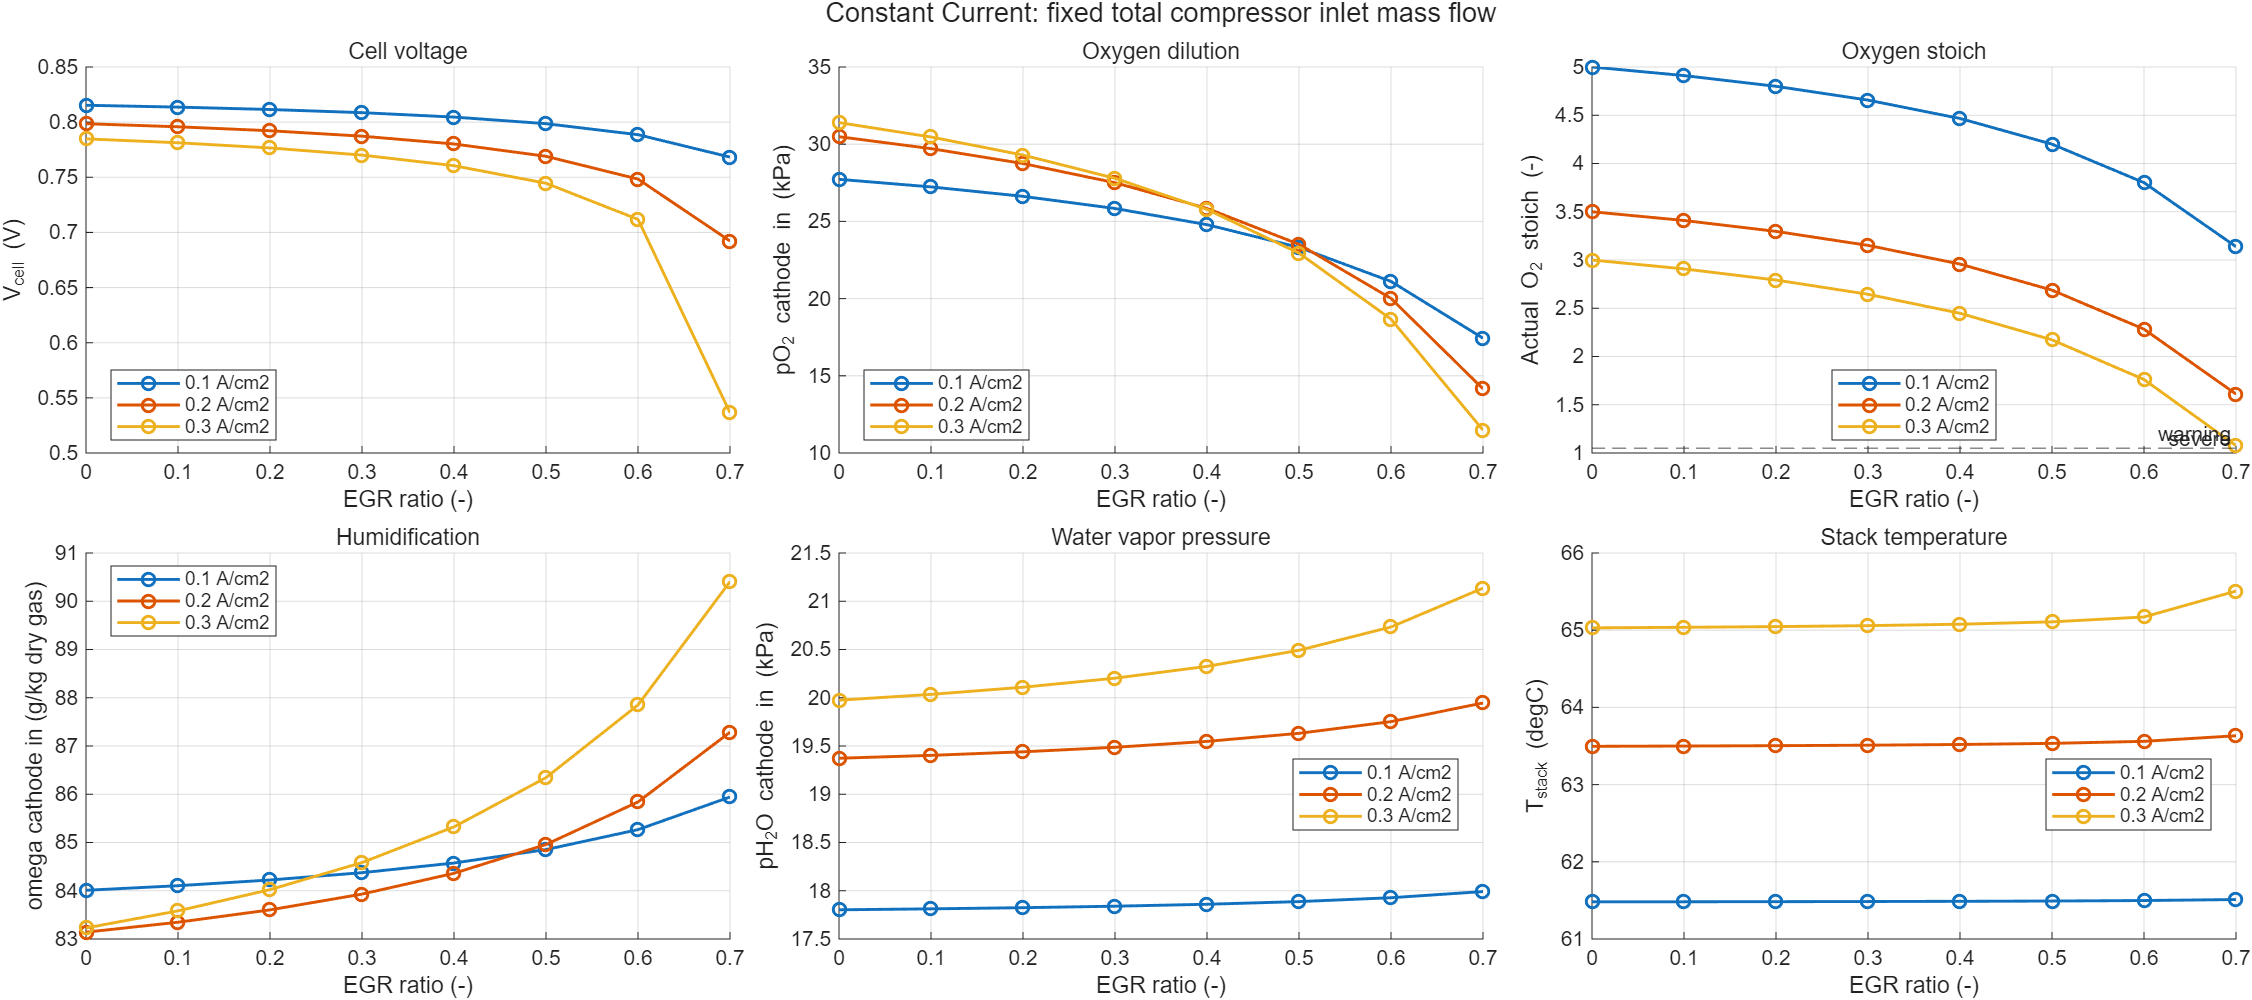 Constant Current: fixed total compressor inlet mass flow
Cell voltage
0.85
0.8
0.75
0.7
0.65
0.6
0.55
0.5
Vcell (V)
0.1 A/cm2
0.2 A/cm2
0.3 A/cm2
0 0.1 0.2 0.3 0.4 0.5 0.6 0.7
EGR ratio (-)
Oxygen dilution
35
30
25
20
15
10
pO2 cathode in (kPa)
0.1 A/cm2
0.2 A/cm2
0.3 A/cm2
0 0.1 0.2 0.3 0.4 0.5 0.6 0.7
EGR ratio (-)
Oxygen stoich
5
4.5
4
3.5
3
2.5
2
1.5
1
Actual O2 stoich (-)
0.1 A/cm2
0.2 A/cm2
0.3 A/cm2
warning
severe
0 0.1 0.2 0.3 0.4 0.5 0.6 0.7
EGR ratio (-)
Humidification
91
90
89
88
87
86
85
84
83
omega cathode in (g/kg dry gas)
0.1 A/cm2
0.2 A/cm2
0.3 A/cm2
0 0.1 0.2 0.3 0.4 0.5 0.6 0.7
EGR ratio (-)
Water vapor pressure
21.5
21
20.5
20
19.5
19
18.5
18
17.5
pH2O cathode in (kPa)
0.1 A/cm2
0.2 A/cm2
0.3 A/cm2
0 0.1 0.2 0.3 0.4 0.5 0.6 0.7
EGR ratio (-)
Stack temperature
66
65
64
63
62
61
Tstack (degC)
0.1 A/cm2
0.2 A/cm2
0.3 A/cm2
0 0.1 0.2 0.3 0.4 0.5 0.6 0.7
EGR ratio (-)